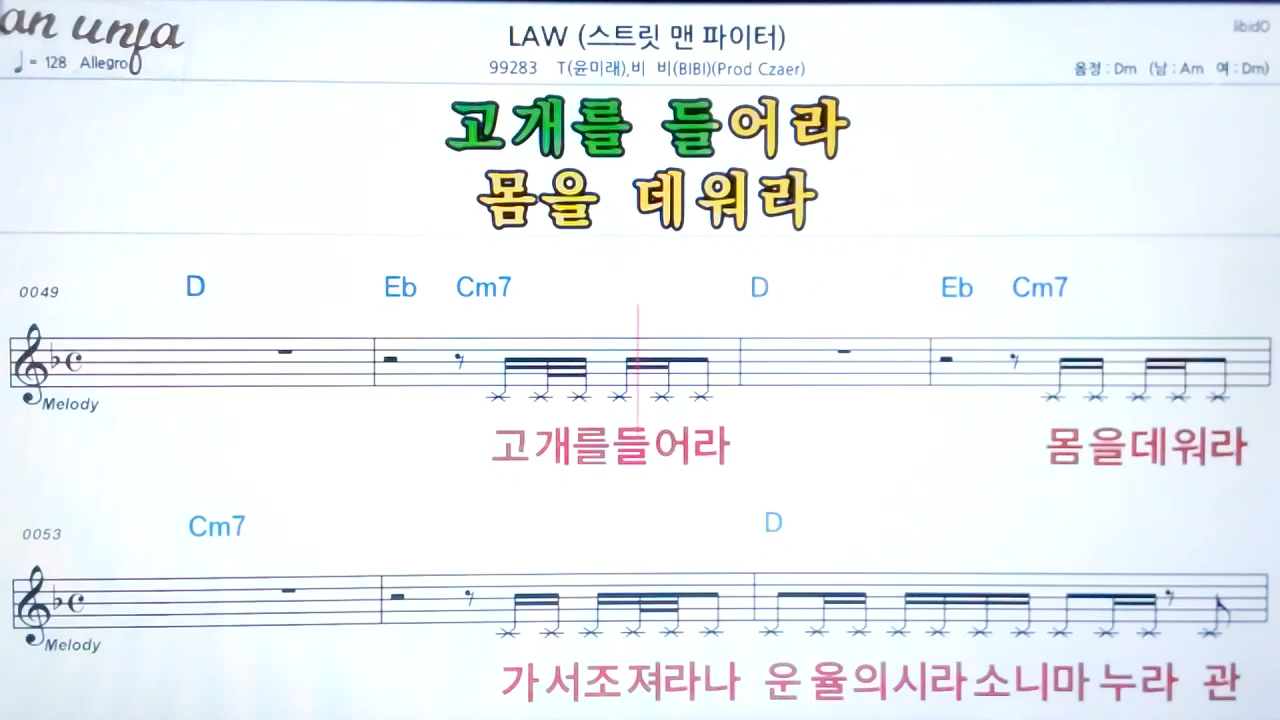 an unfa
LAW (스트릿 맨 파이터)
libidO
♩= 128 Allegro
99283 T(윤미래),비 비(BIBI)(Prod Czaer)
음정 : Dm (남 : Am 여 : Dm)
고개를 들어라
몸을 데워라
0049 D Eb Cm7 D Eb Cm7
Melody
고개를들어라 몸을데워라
0053 Cm7 D
Melody
가서조져라나 운율의시라소니마누라 관